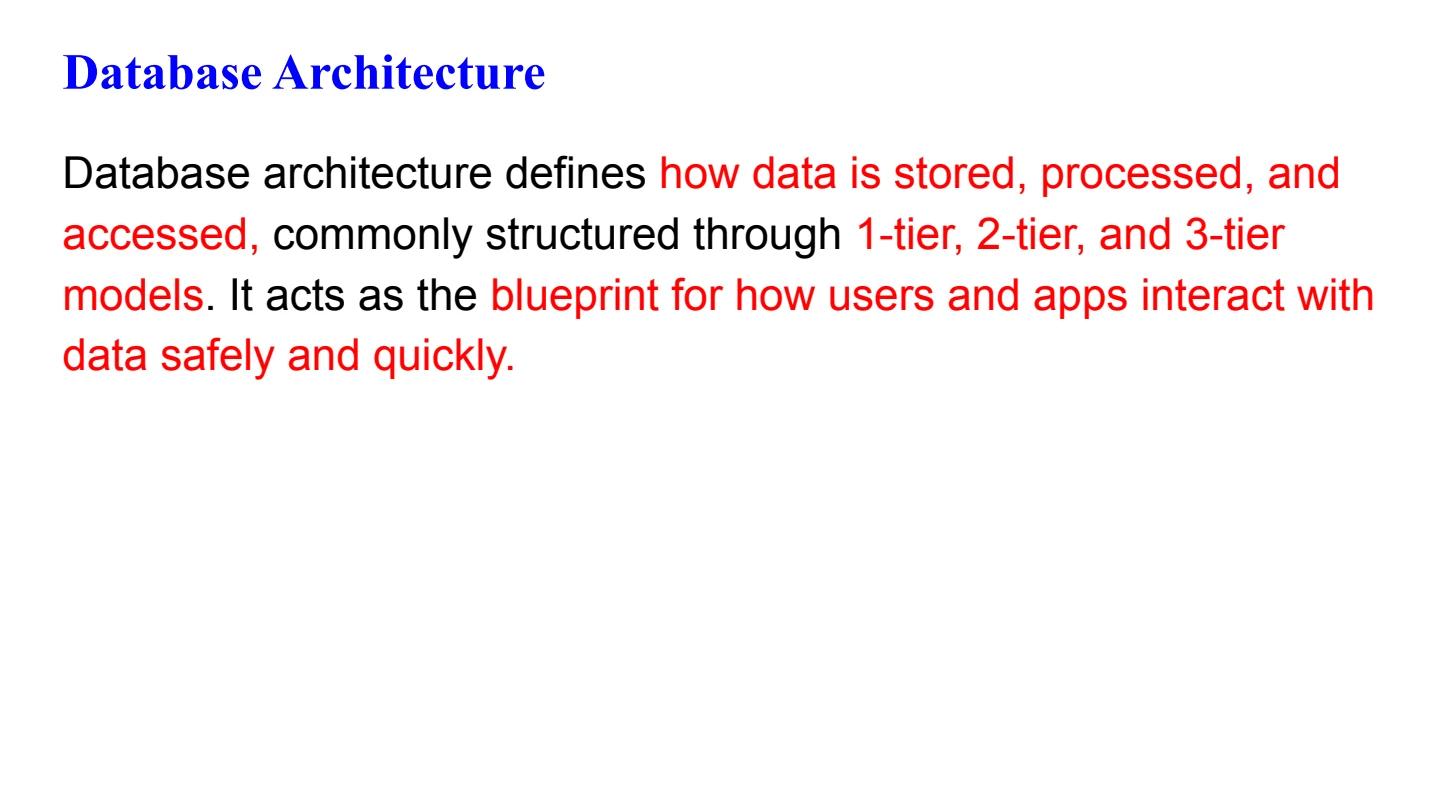 Database Architecture
Database architecture defines how data is stored, processed, and
accessed, commonly structured through 1-tier, 2-tier, and 3-tier
models. It acts as the blueprint for how users and apps interact with
data safely and quickly.